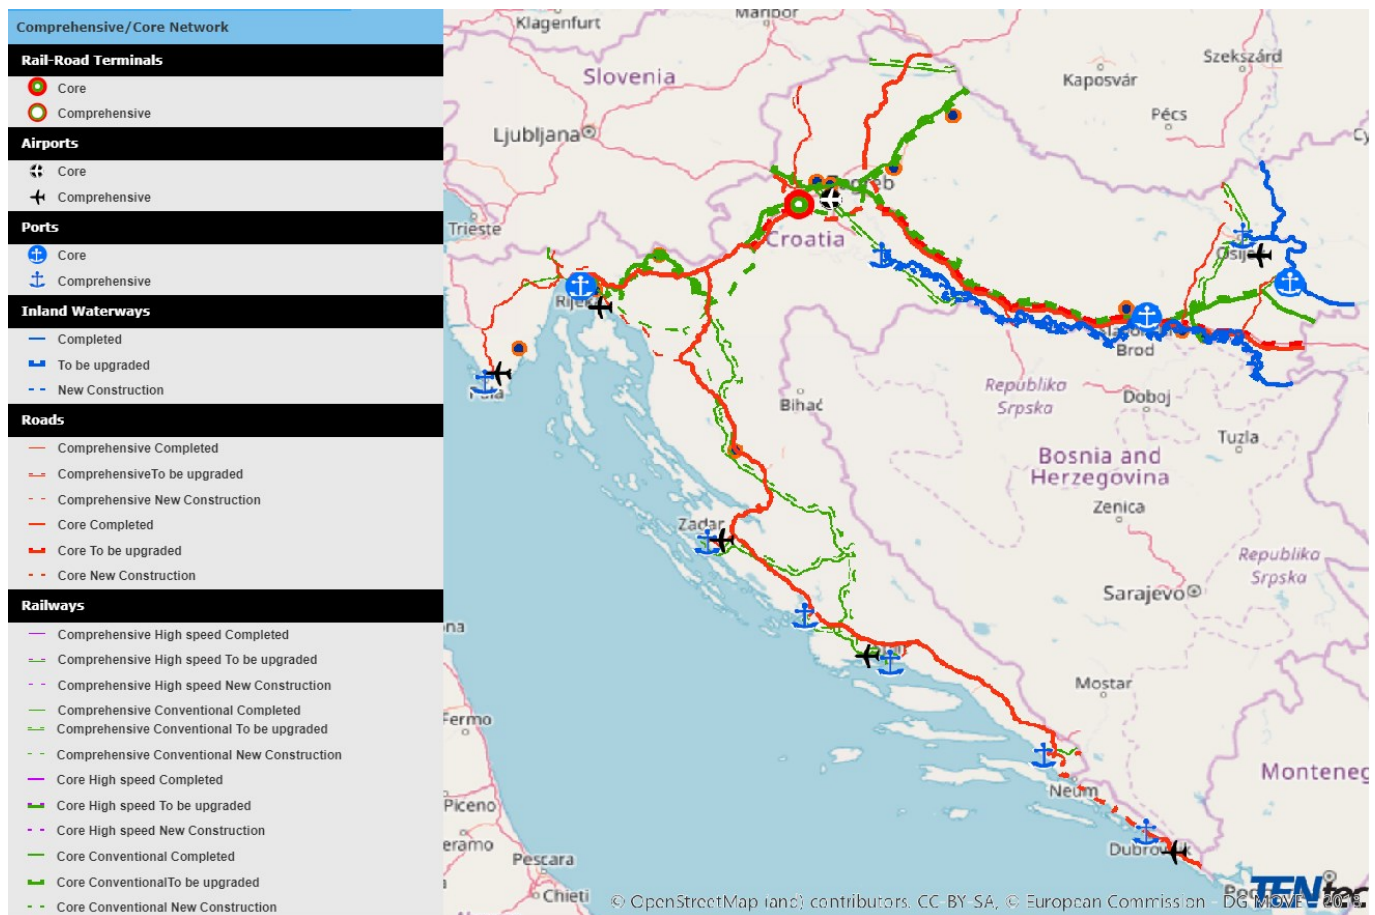 Comprehensive/Core Network
Rail-Road Terminals
Core
Comprehensive
Airports
Core
Comprehensive
Ports
Core
Comprehensive
Inland Waterways
Completed
To be upgraded
New Construction
Roads
Comprehensive Completed
ComprehensiveTo be upgraded
Comprehensive New Construction
Core Completed
Core To be upgraded
Core New Construction
Railways
Comprehensive High speed Completed
Comprehensive High speed To be upgraded
Comprehensive High speed New Construction
Comprehensive Conventional Completed
Comprehensive Conventional To be upgraded
Comprehensive Conventional New Construction
Core High speed Completed
Core High speed To be upgraded
Core High speed New Construction
Core Conventional Completed
Core ConventionalTo be upgraded
Core Conventional New Construction
Klagenfurt
Maribor
Slovenia
Szekszárd
Kaposvár
Pécs
Ljubljana
Trieste
Croatia
Brod
Republika
Srpska
Doboj
Bihać
Tuzla
Bosnia and
Herzegovina
Zenica
Zadar
Republika
Srpska
Sarajevo
Mostar
Fermo
Neum
Piceno
Pescara
Chieti
Monteneg
© OpenStreetMap (and) contributors, CC-BY-SA, © European Commission - DG MOVE
TENtec